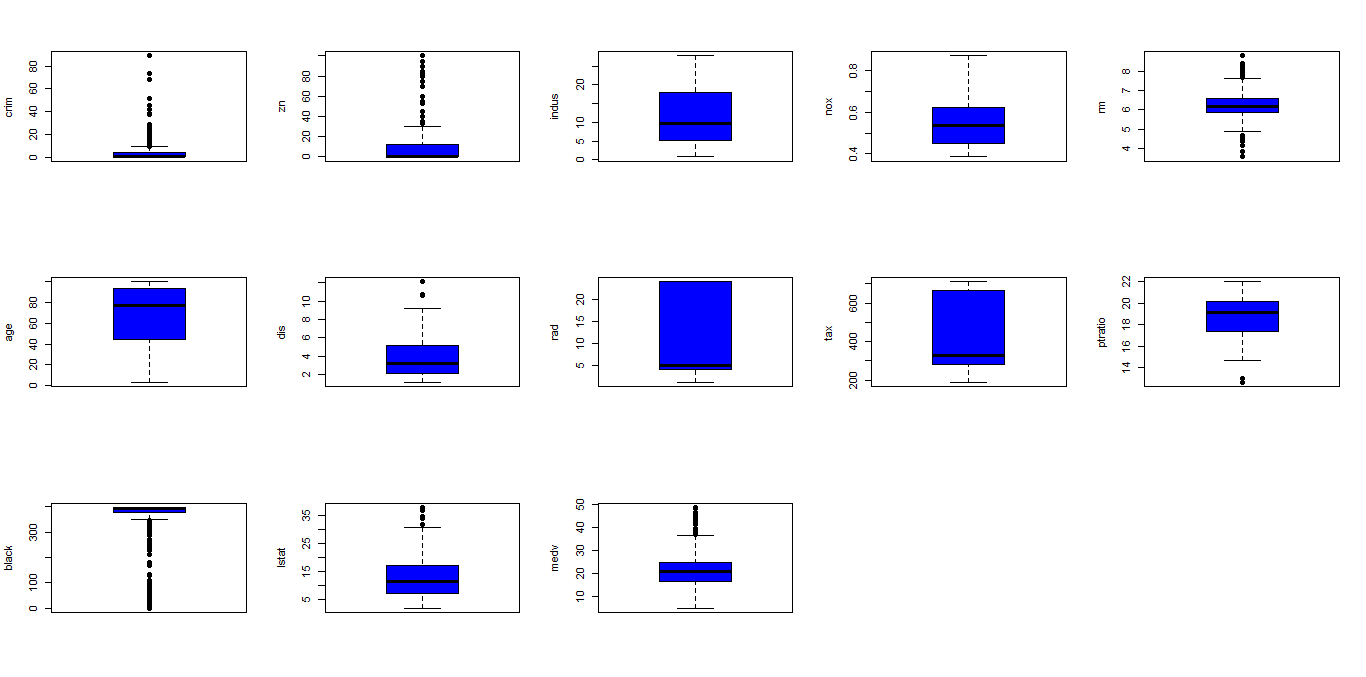 crim
0 20 40 60 80
zn
0 20 40 60 80
indus
0 5 10 20
nox
0.4 0.6 0.8
rm
4 5 6 7 8
age
0 20 40 60 80
dis
2 4 6 8 10
rad
5 10 15 20
tax
200 400 600
ptratio
14 16 18 20 22
black
0 100 300
lstat
5 15 25 35
medv
10 20 30 40 50